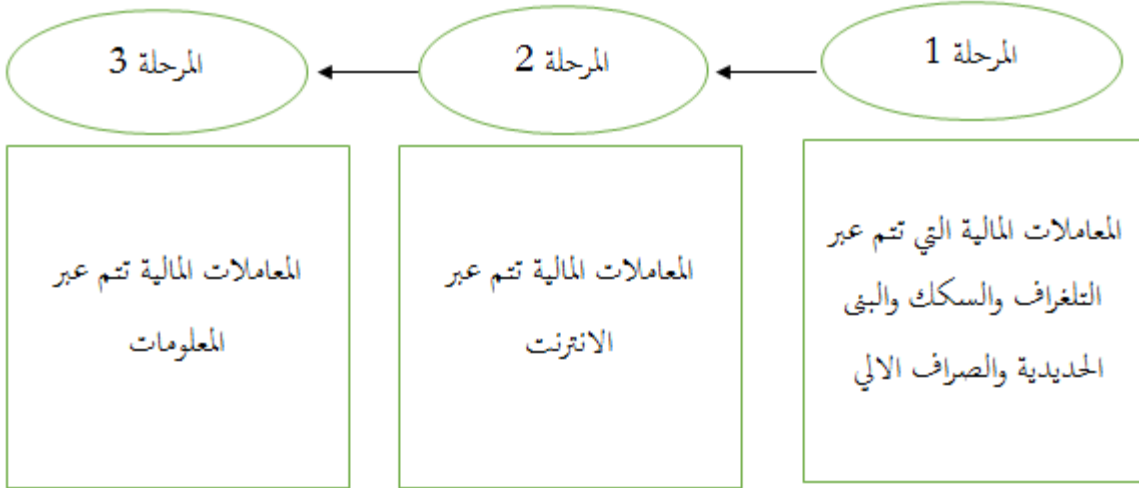 المرحلة 1
المرحلة 2
المرحلة 3
المعاملات المالية التي تتم عبر
التلغراف والسكك والبنى
الحديدية والصراف الالي
المعاملات المالية تتم عبر
الانترنت
المعاملات المالية تتم عبر
المعلومات